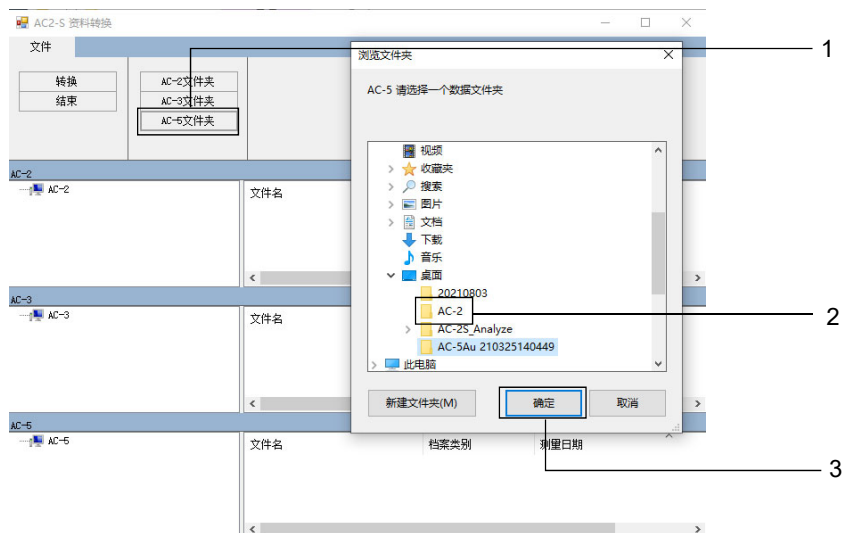 AC2-S 资料转换
文件
转换
结束
AC-2文件夹
AC-3文件夹
AC-5文件夹
1
浏览文件夹
AC-5 请选择一个数据文件夹
视频
收藏夹
搜索
图片
文档
下载
音乐
桌面
20210803
AC-2
AC-2S_Analyze
AC-5Au 210325140449
此电脑
新建文件夹(M)
确定
取消
2
3
AC-2
AC-2
文件名
AC-3
AC-3
文件名
AC-5
AC-5
文件名
档案类别
测里日期